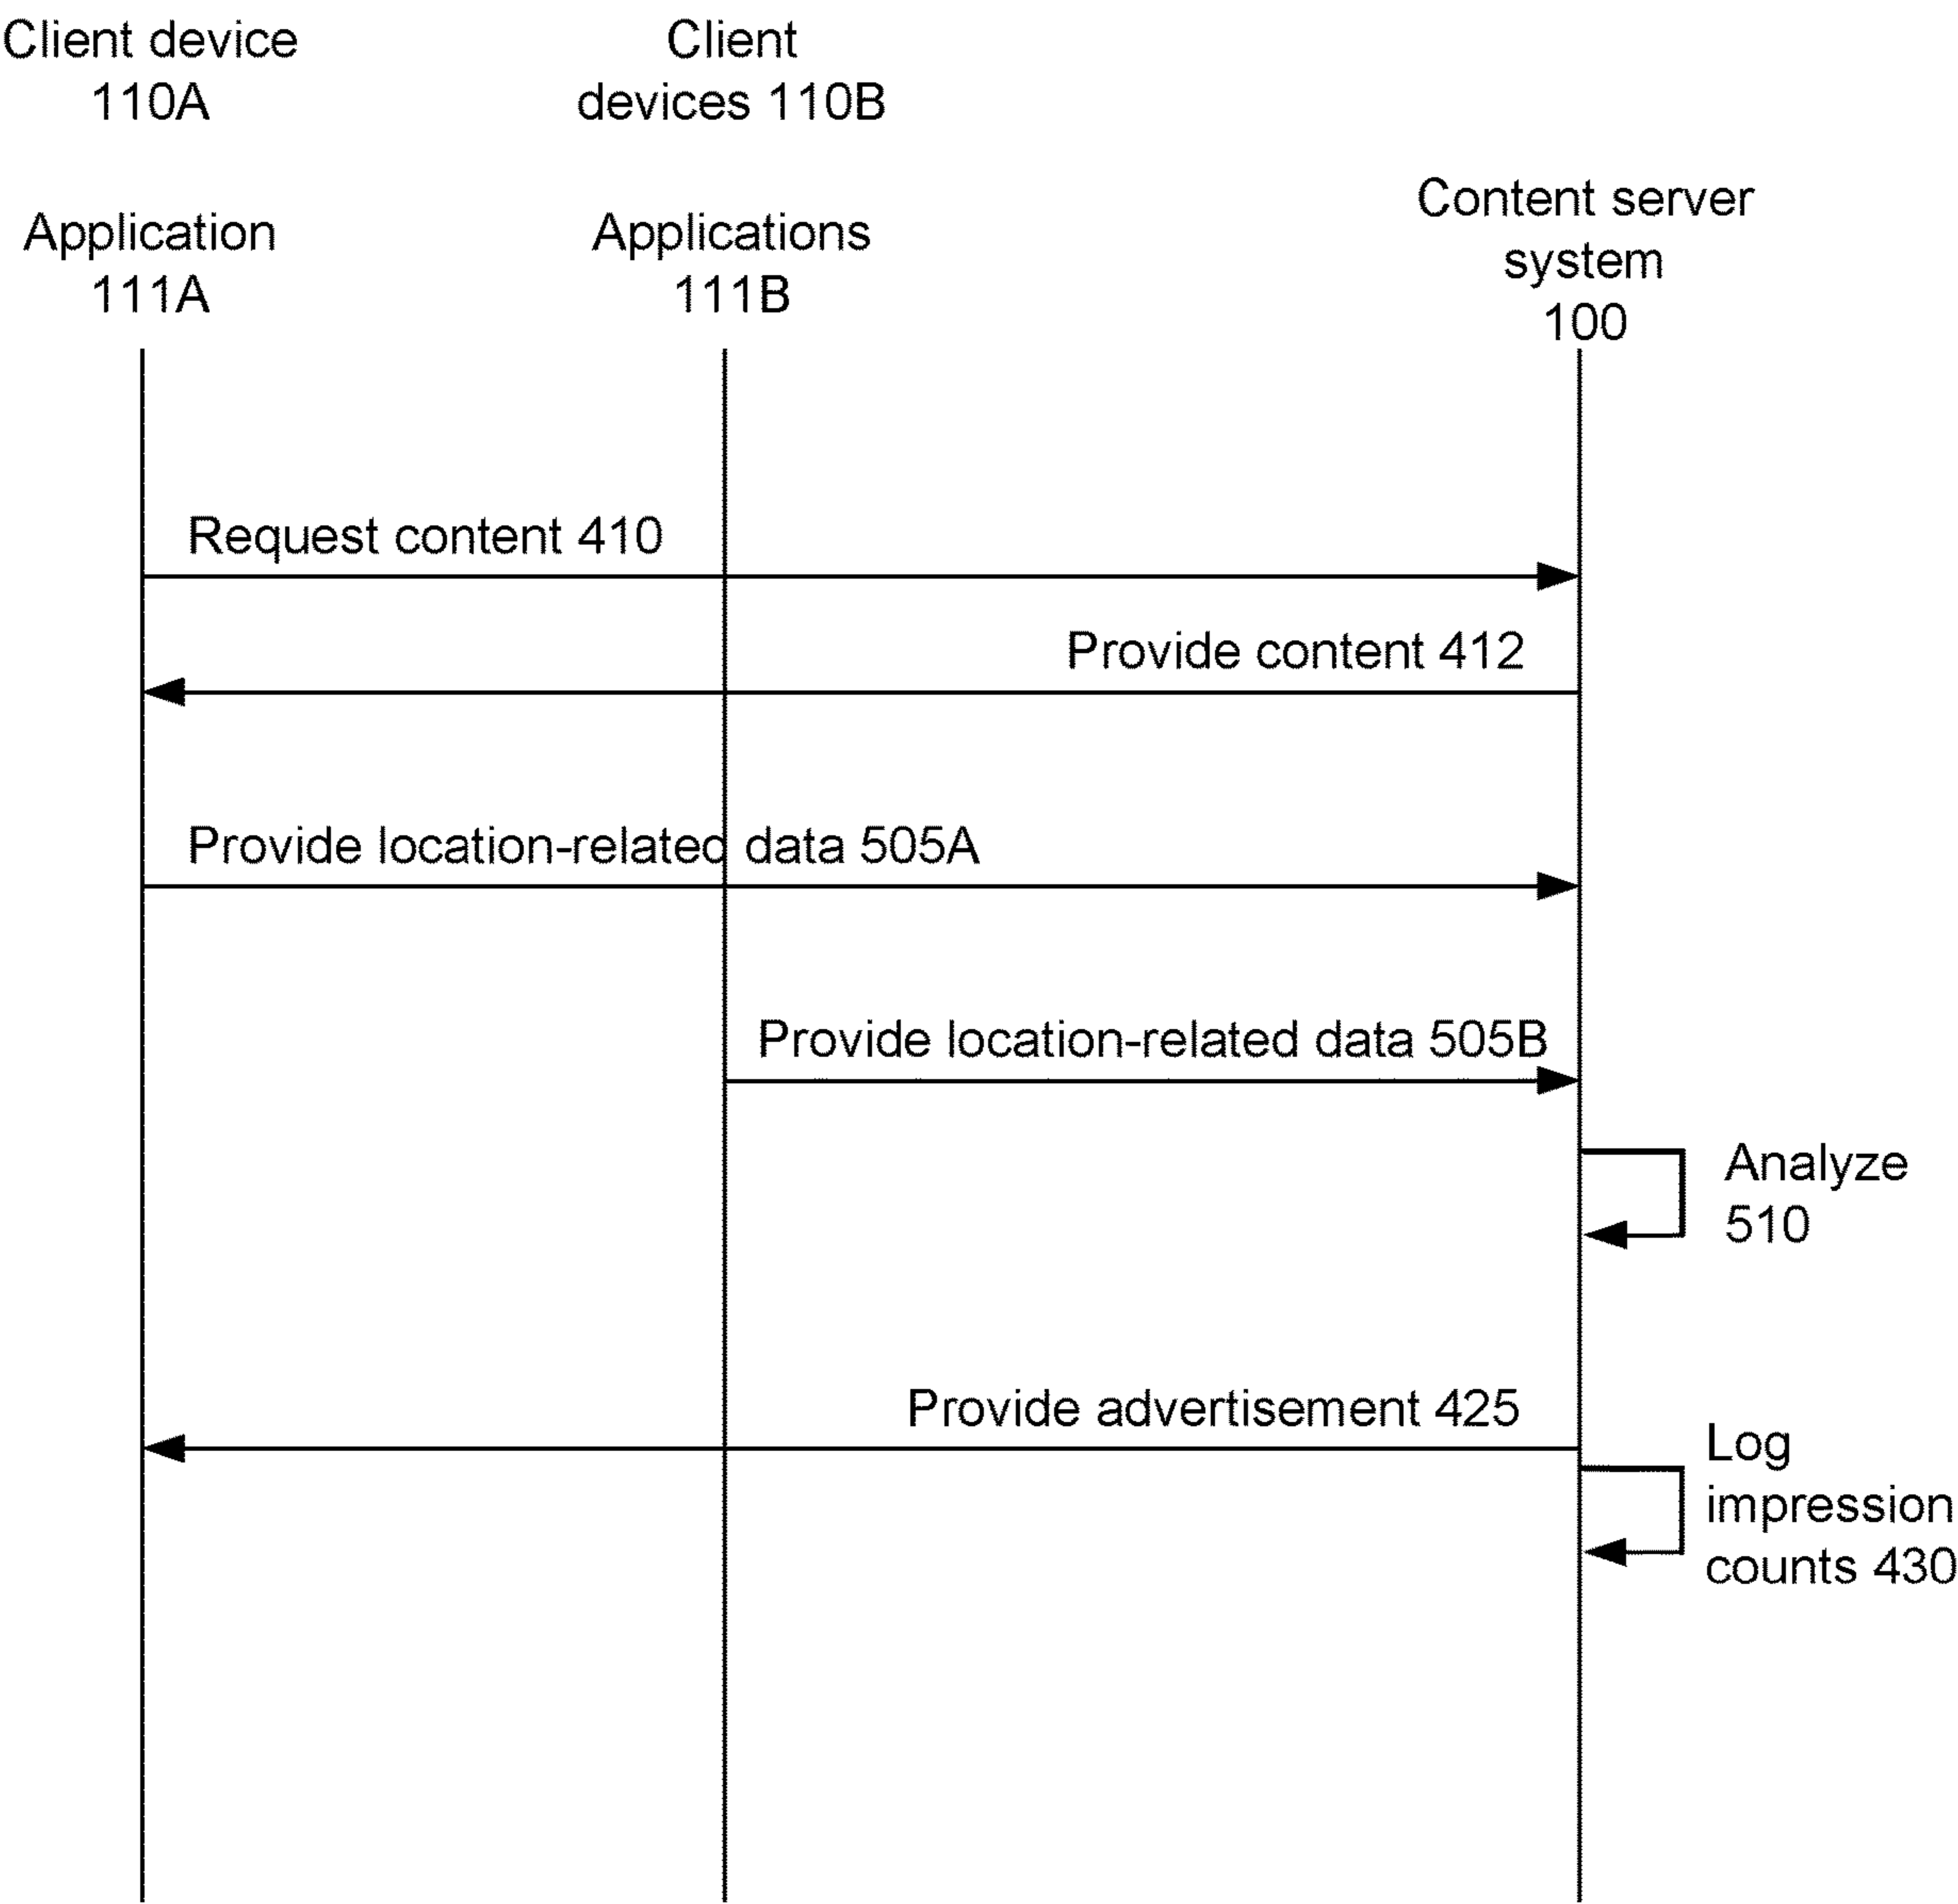 Client device
110A
Client
devices 110B
Application
111A
Applications
111B
Content server
system
100
Request content 410
Provide content 412
Provide location-related data 505A
Provide location-related data 505B
Analyze
510
Provide advertisement 425
Log
impression
counts 430